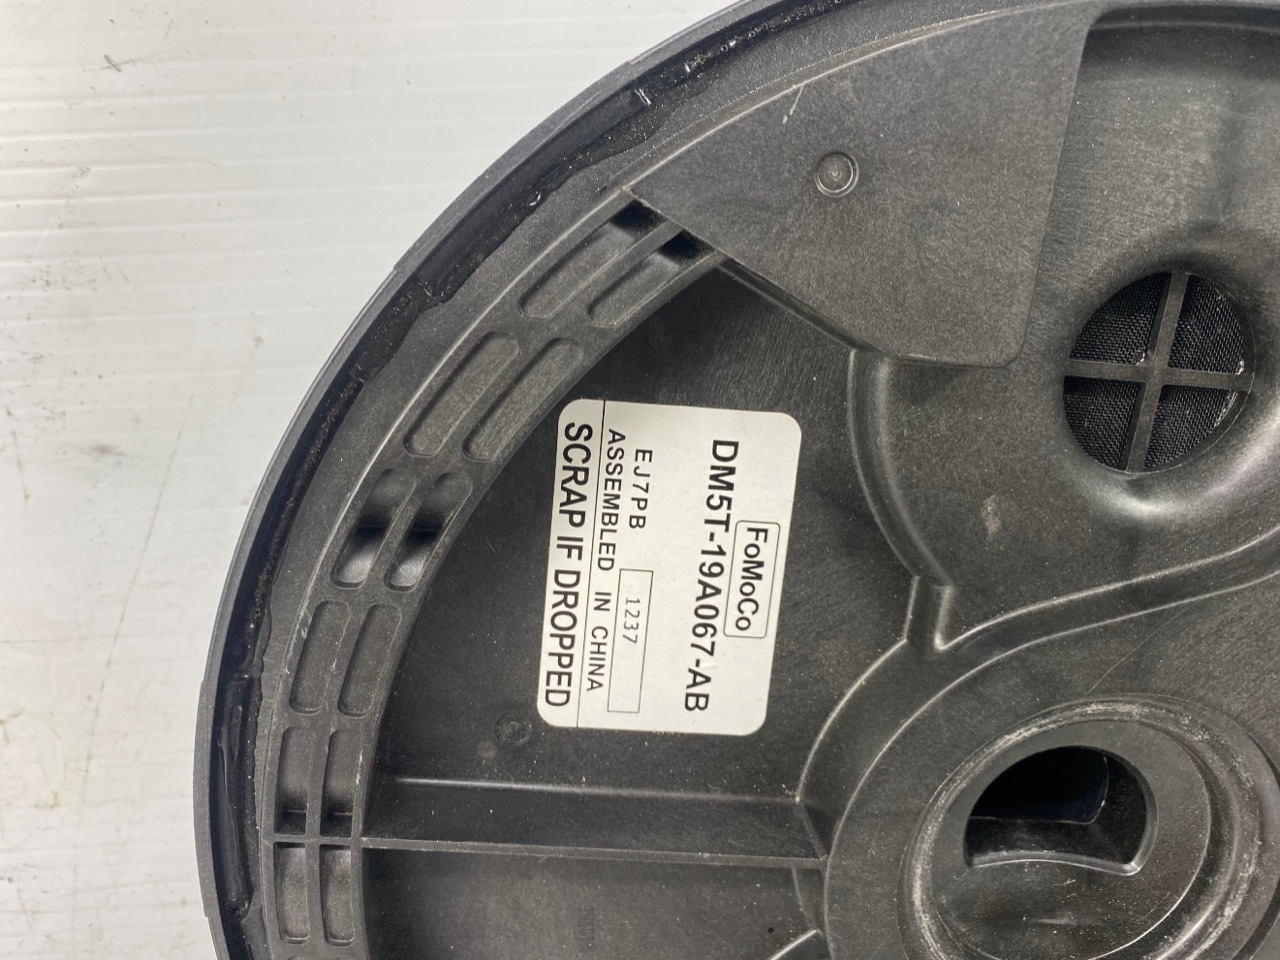 FoMoCo
DM5T-19A067-AB
EJ7PB 1237
ASSEMBLED IN CHINA
SCRAP IF DROPPED